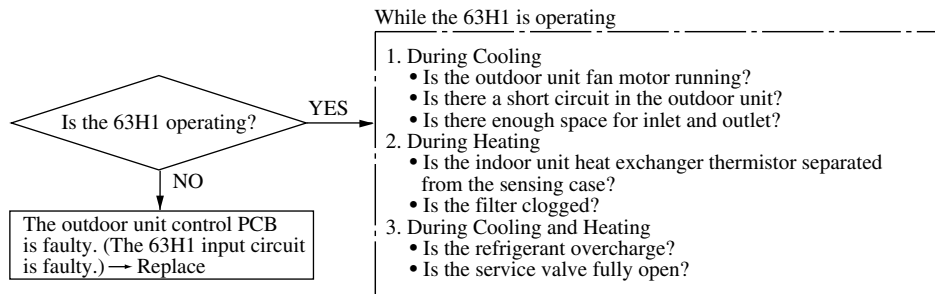 While the 63H1 is operating
Is the 63H1 operating?
YES
NO
The outdoor unit control PCB
is faulty. (The 63H1 input circuit
is faulty.) → Replace
1. During Cooling
• Is the outdoor unit fan motor running?
• Is there a short circuit in the outdoor unit?
• Is there enough space for inlet and outlet?
2. During Heating
• Is the indoor unit heat exchanger thermistor separated
from the sensing case?
• Is the filter clogged?
3. During Cooling and Heating
• Is the refrigerant overcharge?
• Is the service valve fully open?